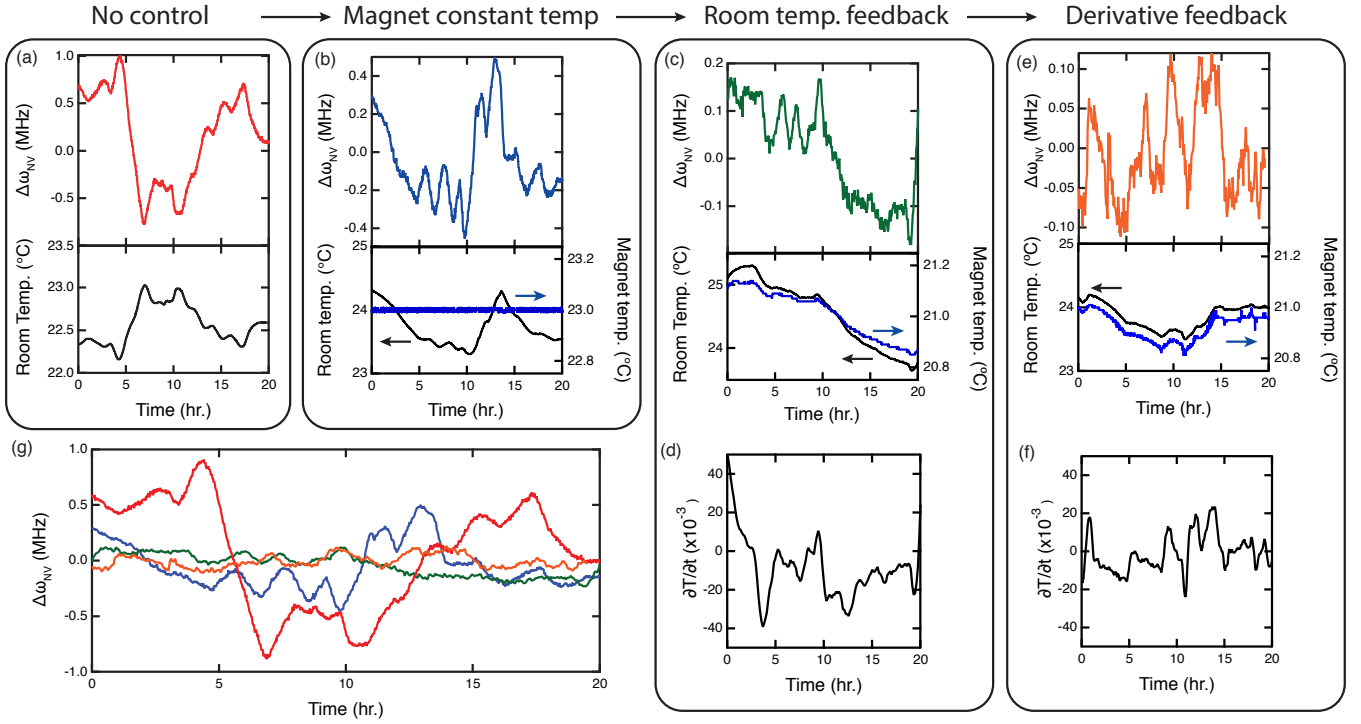 No control
Magnet constant temp
Room temp. feedback
Derivative feedback
(a)
Δω_NV (MHz)
1.0
0.5
0.0
-0.5
Room Temp. (ºC)
23.5
23.0
22.5
22.0
0 5 10 15 20
Time (hr.)
(b)
Δω_NV (MHz)
0.4
0.2
0.0
-0.2
-0.4
Room temp. (ºC)
25
24
23
Magnet temp. (ºC)
23.2
23.0
22.8
0 5 10 15 20
Time (hr.)
(c)
Δω_NV (MHz)
0.2
0.1
0.0
-0.1
Room Temp. (ºC)
25
24
Magnet temp. (ºC)
21.2
21.0
20.8
0 5 10 15 20
Time (hr.)
(d)
∂T/∂t (x10⁻³)
40
20
0
-20
-40
0 5 10 15 20
Time (hr.)
(e)
Δω_NV (MHz)
0.10
0.05
0.00
-0.05
-0.10
Room Temp. (ºC)
25
24
23
Magnet temp. (ºC)
21.2
21.0
20.8
0 5 10 15 20
Time (hr.)
(f)
∂T/∂t (x10⁻³)
40
20
0
-20
-40
0 5 10 15 20
Time (hr.)
(g)
Δω_NV (MHz)
1.0
0.5
0.0
-0.5
-1.0
0 5 10 15 20
Time (hr.)